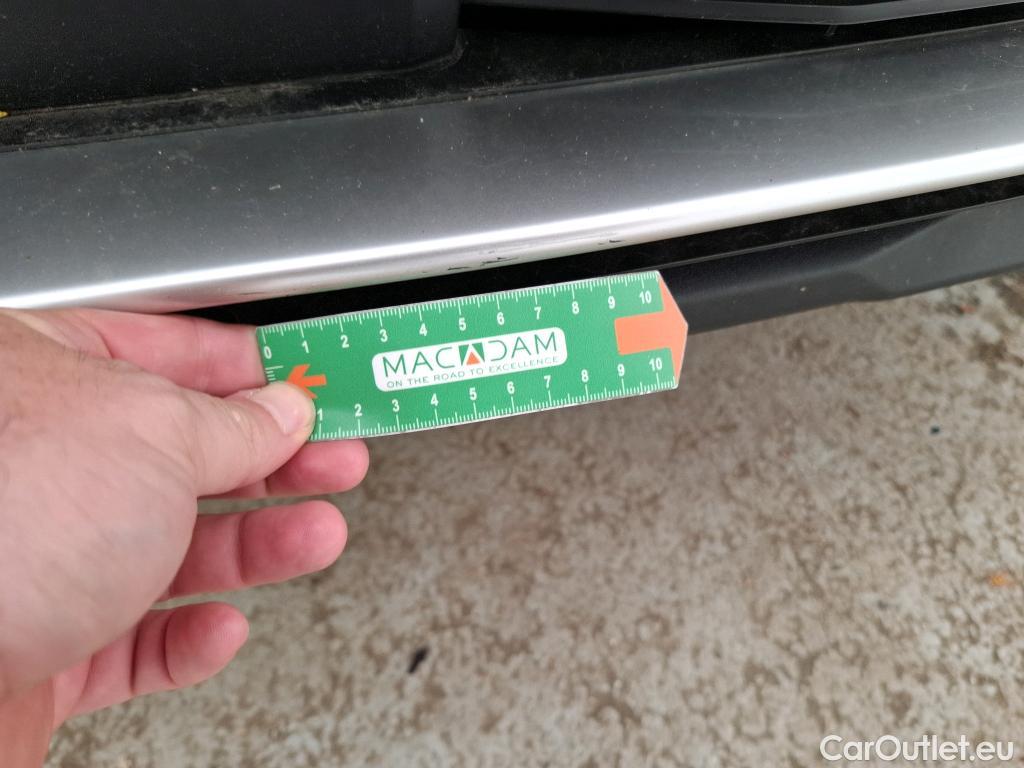 0 1 2 3 4 5 6 7 8 9 10
MACADAM
ON THE ROAD TO EXCELLENCE
1 2 3 4 5 6 7 8 9 10
CarOutlet.eu